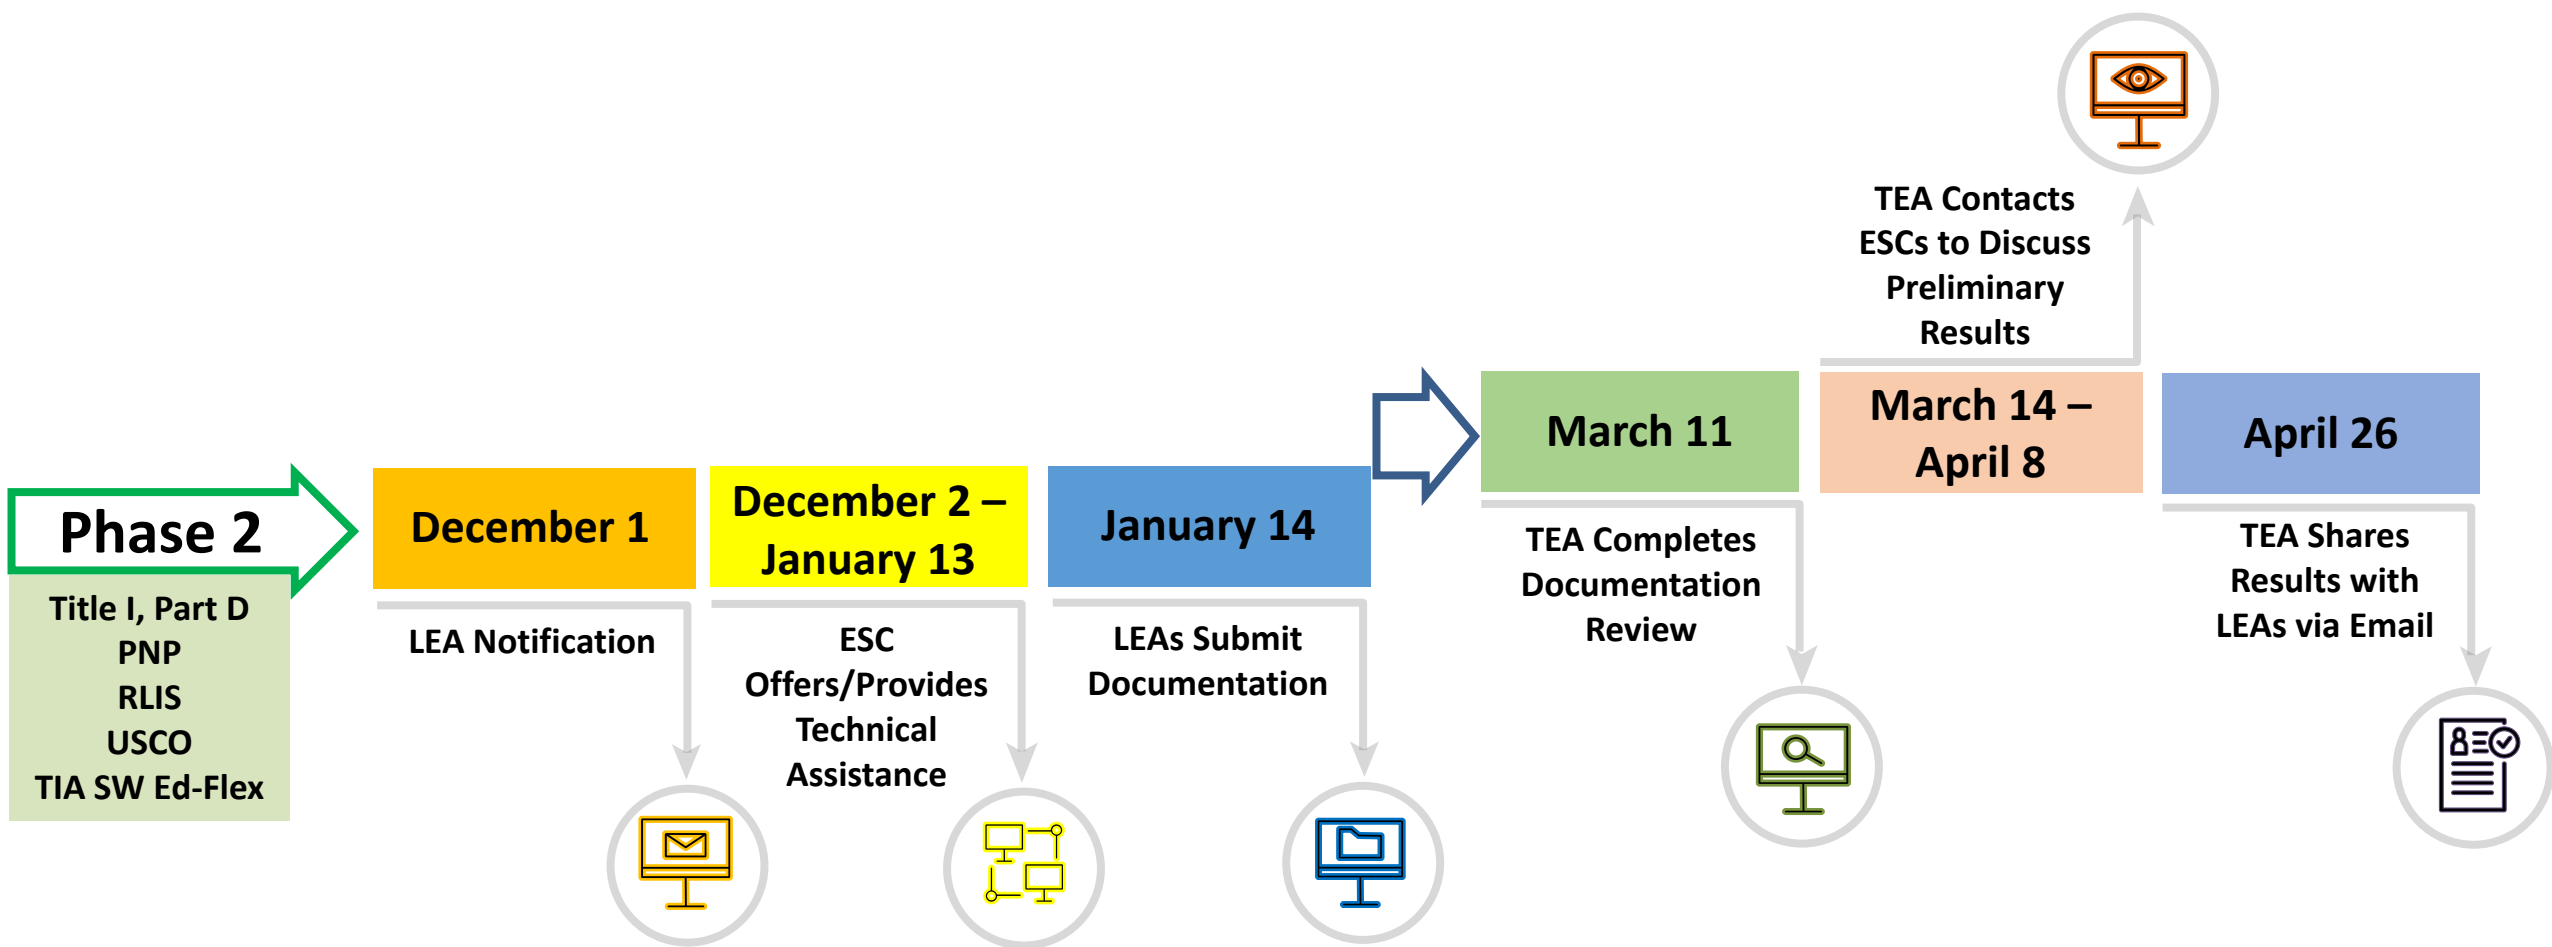 Phase 2
Title I, Part D
PNP
RLIS
USCO
TIA SW Ed-Flex
December 1
LEA Notification
December 2 –
January 13
ESC
Offers/Provides
Technical
Assistance
January 14
LEAs Submit
Documentation
March 11
TEA Completes
Documentation
Review
TEA Contacts
ESCs to Discuss
Preliminary
Results
March 14 –
April 8
April 26
TEA Shares
Results with
LEAs via Email